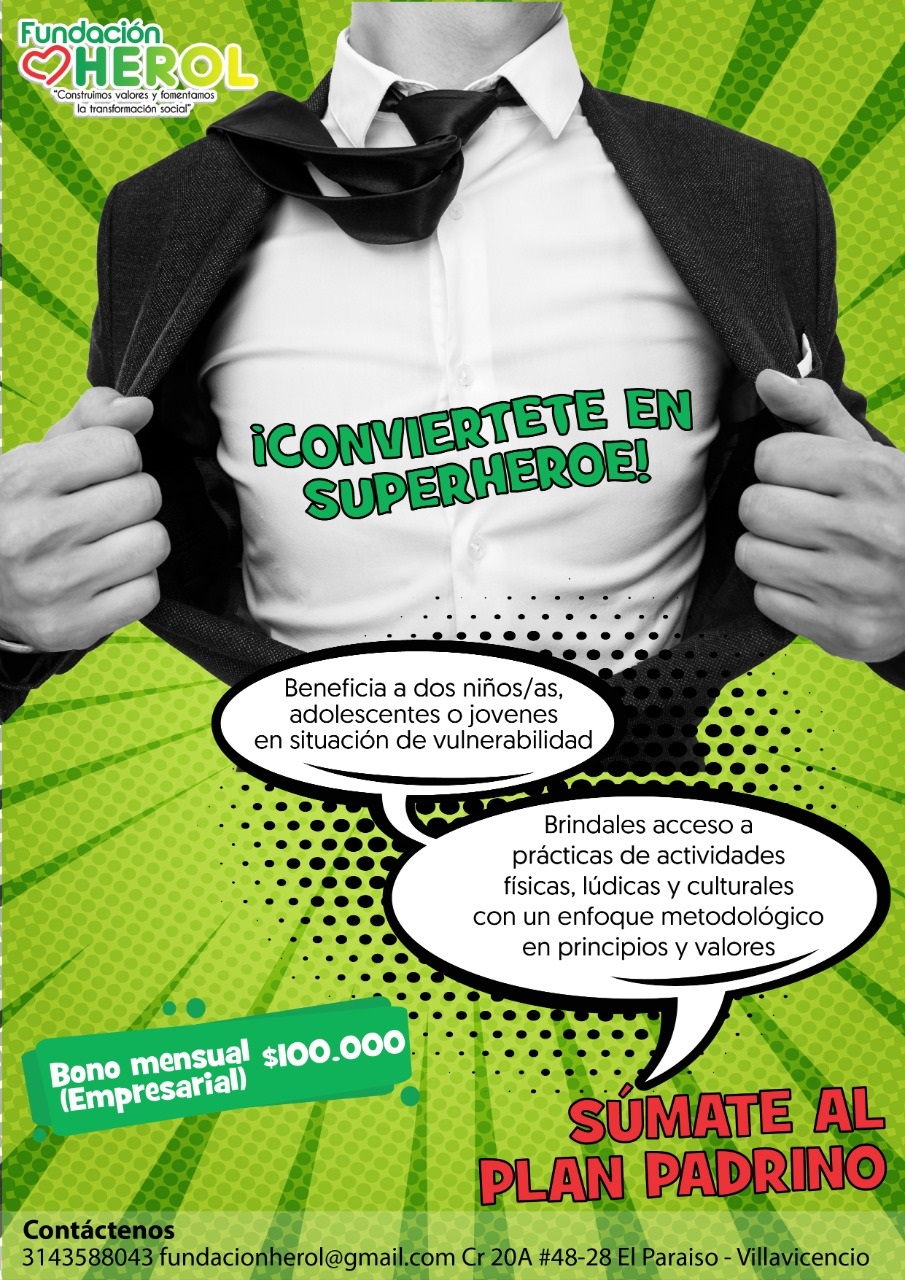 Fundación
HEROL
"Construimos valores y fomentamos
la transformación social"
¡CONVIERTETE EN
SUPERHEROE!
Beneficia a dos niños/as,
adolescentes o jovenes
en situación de vulnerabilidad
Brindales acceso a
prácticas de actividades
físicas, lúdicas y culturales
con un enfoque metodológico
en principios y valores
Bono mensual $100.000
(Empresarial)
SÚMATE AL
PLAN PADRINO
Contáctenos
3143588043 fundacionherol@gmail.com Cr 20A #48-28 El Paraiso - Villavicencio